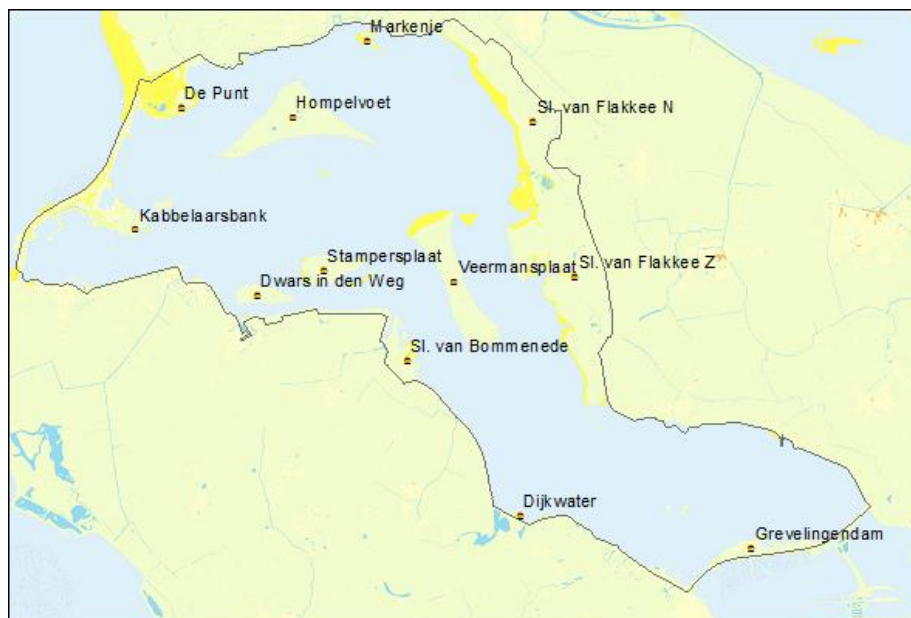 Markenje
De Punt
Hompelvoet
Sl. van Flakkee N
Kabbelaarsbank
Stampersplaat
Veermansplaat
Sl. van Flakkee Z
Dwars in den Weg
Sl. van Bommenede
Dijkwater
Grevelingendam